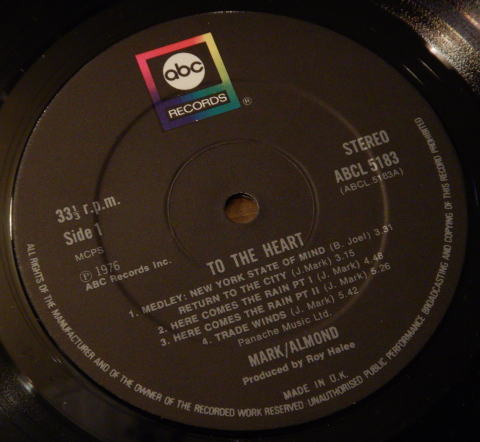 abc
RECORDS
®
STEREO
ABCL 5183
(ABCL.5183A)
33⅓ r.p.m.
Side 1
MCPS
℗ 1976
ABC Records Inc.
TO THE HEART
1. MEDLEY: NEW YORK STATE OF MIND (B. Joel) 3.31
RETURN TO THE CITY (J. Mark) 3.15
2. HERE COMES THE RAIN PT I (J. Mark) 4.48
3. HERE COMES THE RAIN PT II (J. Mark) 5.26
4. TRADE WINDS (J. Mark) 5.42
Panache Music Ltd.
MARK/ALMOND
Produced by Roy Halee
MADE IN U.K.
ALL RIGHTS OF THE MANUFACTURER AND OF THE OWNER OF THE RECORDED WORK RESERVED UNAUTHORISED PUBLIC PERFORMANCE BROADCASTING AND COPYING OF THIS RECORD PROHIBITED